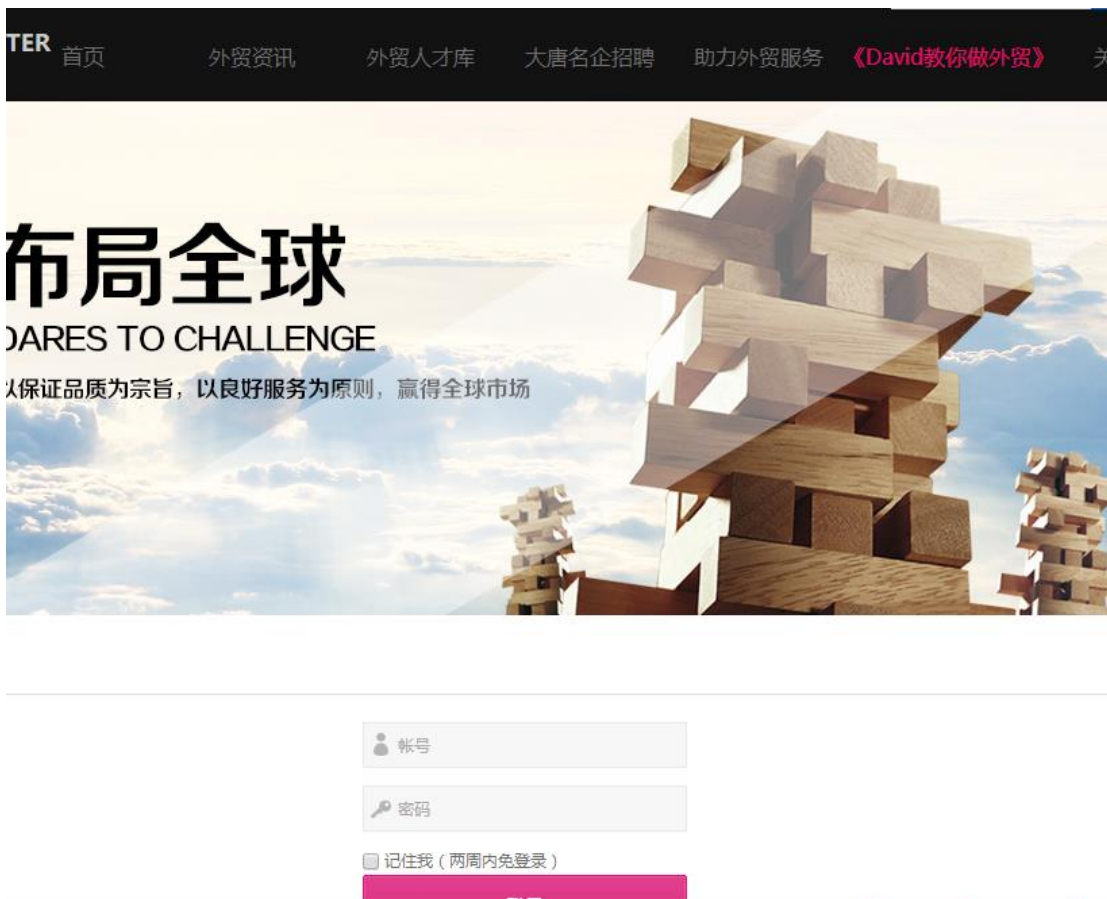 TER 首页 外贸资讯 外贸人才库 大唐名企招聘 助力外贸服务 《David教你做外贸》
布局全球
DARES TO CHALLENGE
以保证品质为宗旨，以良好服务为原则，赢得全球市场
帐号
密码
记住我 ( 两周内免登录 )